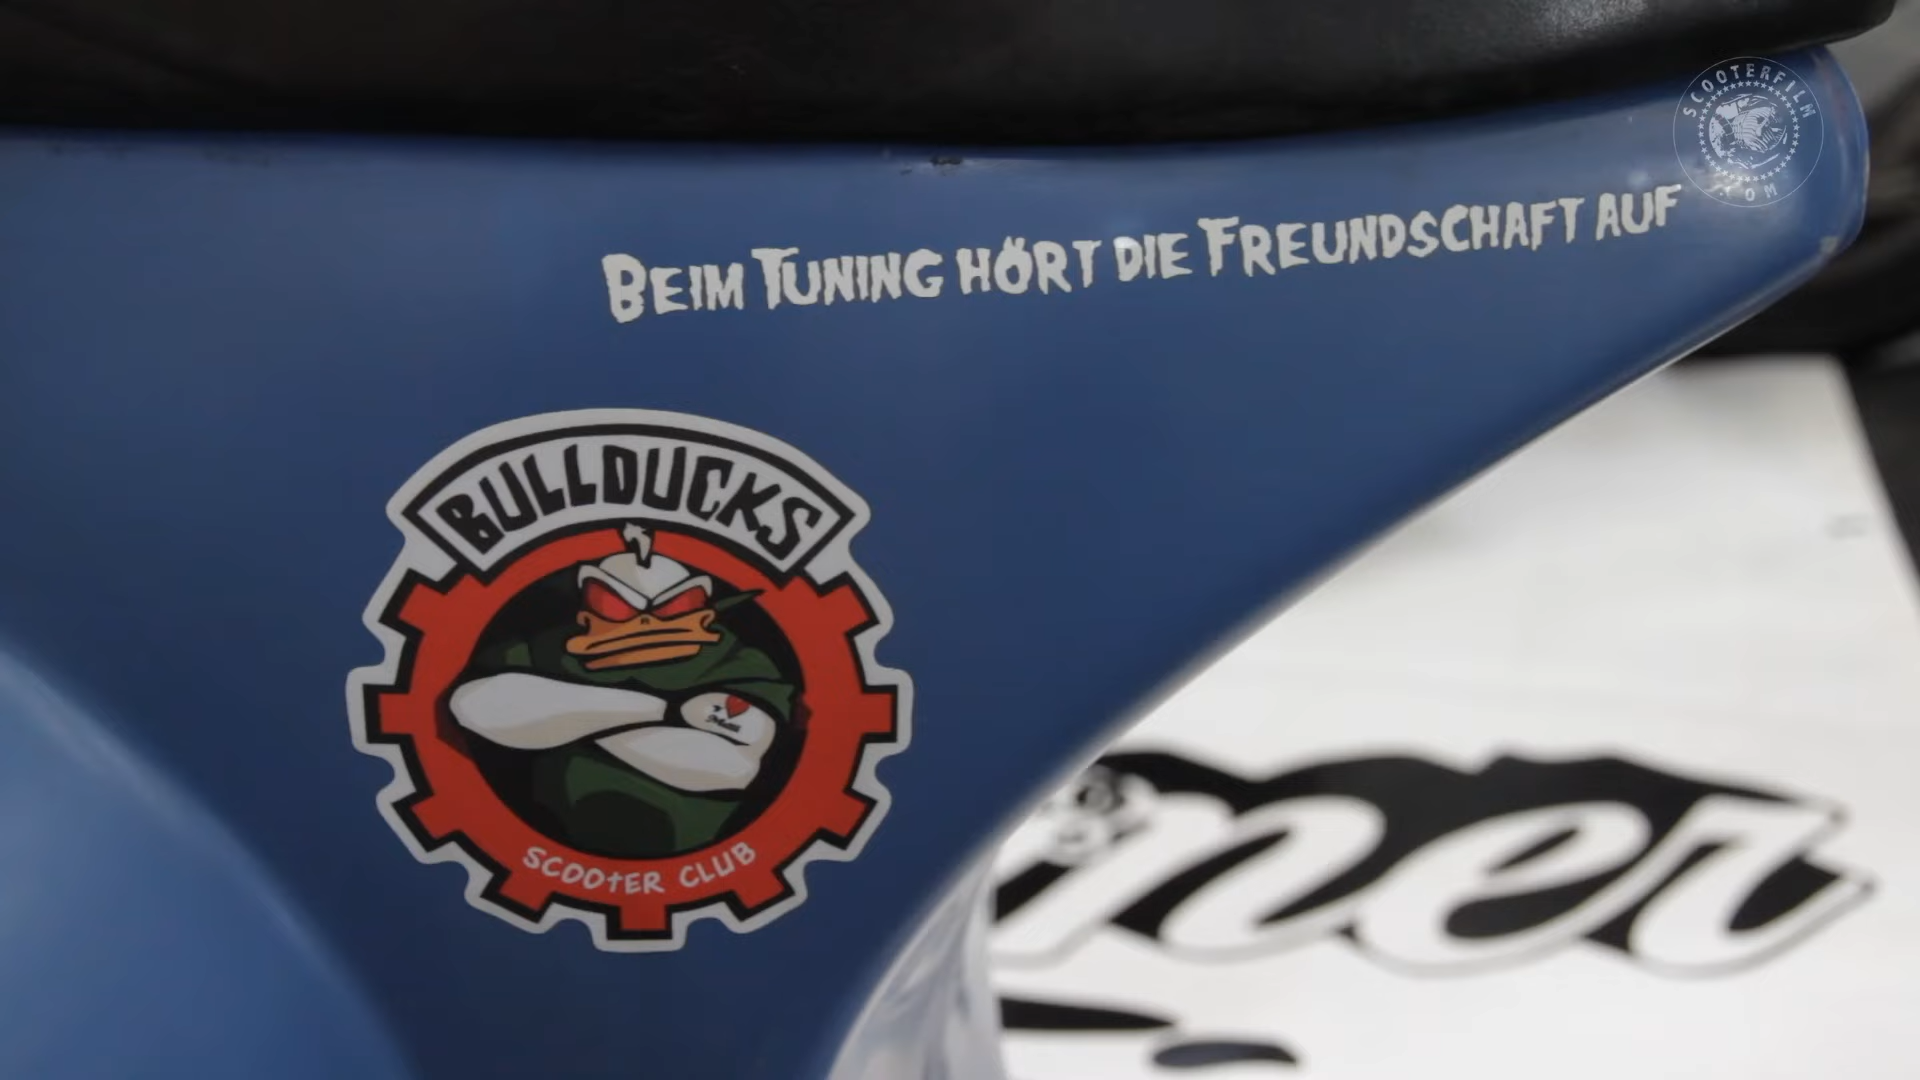 SCOOTERFILM
.COM
BEIM TUNING HÖRT DIE FREUNDSCHAFT AUF
BULLDUCKS
SCOOTER CLUB